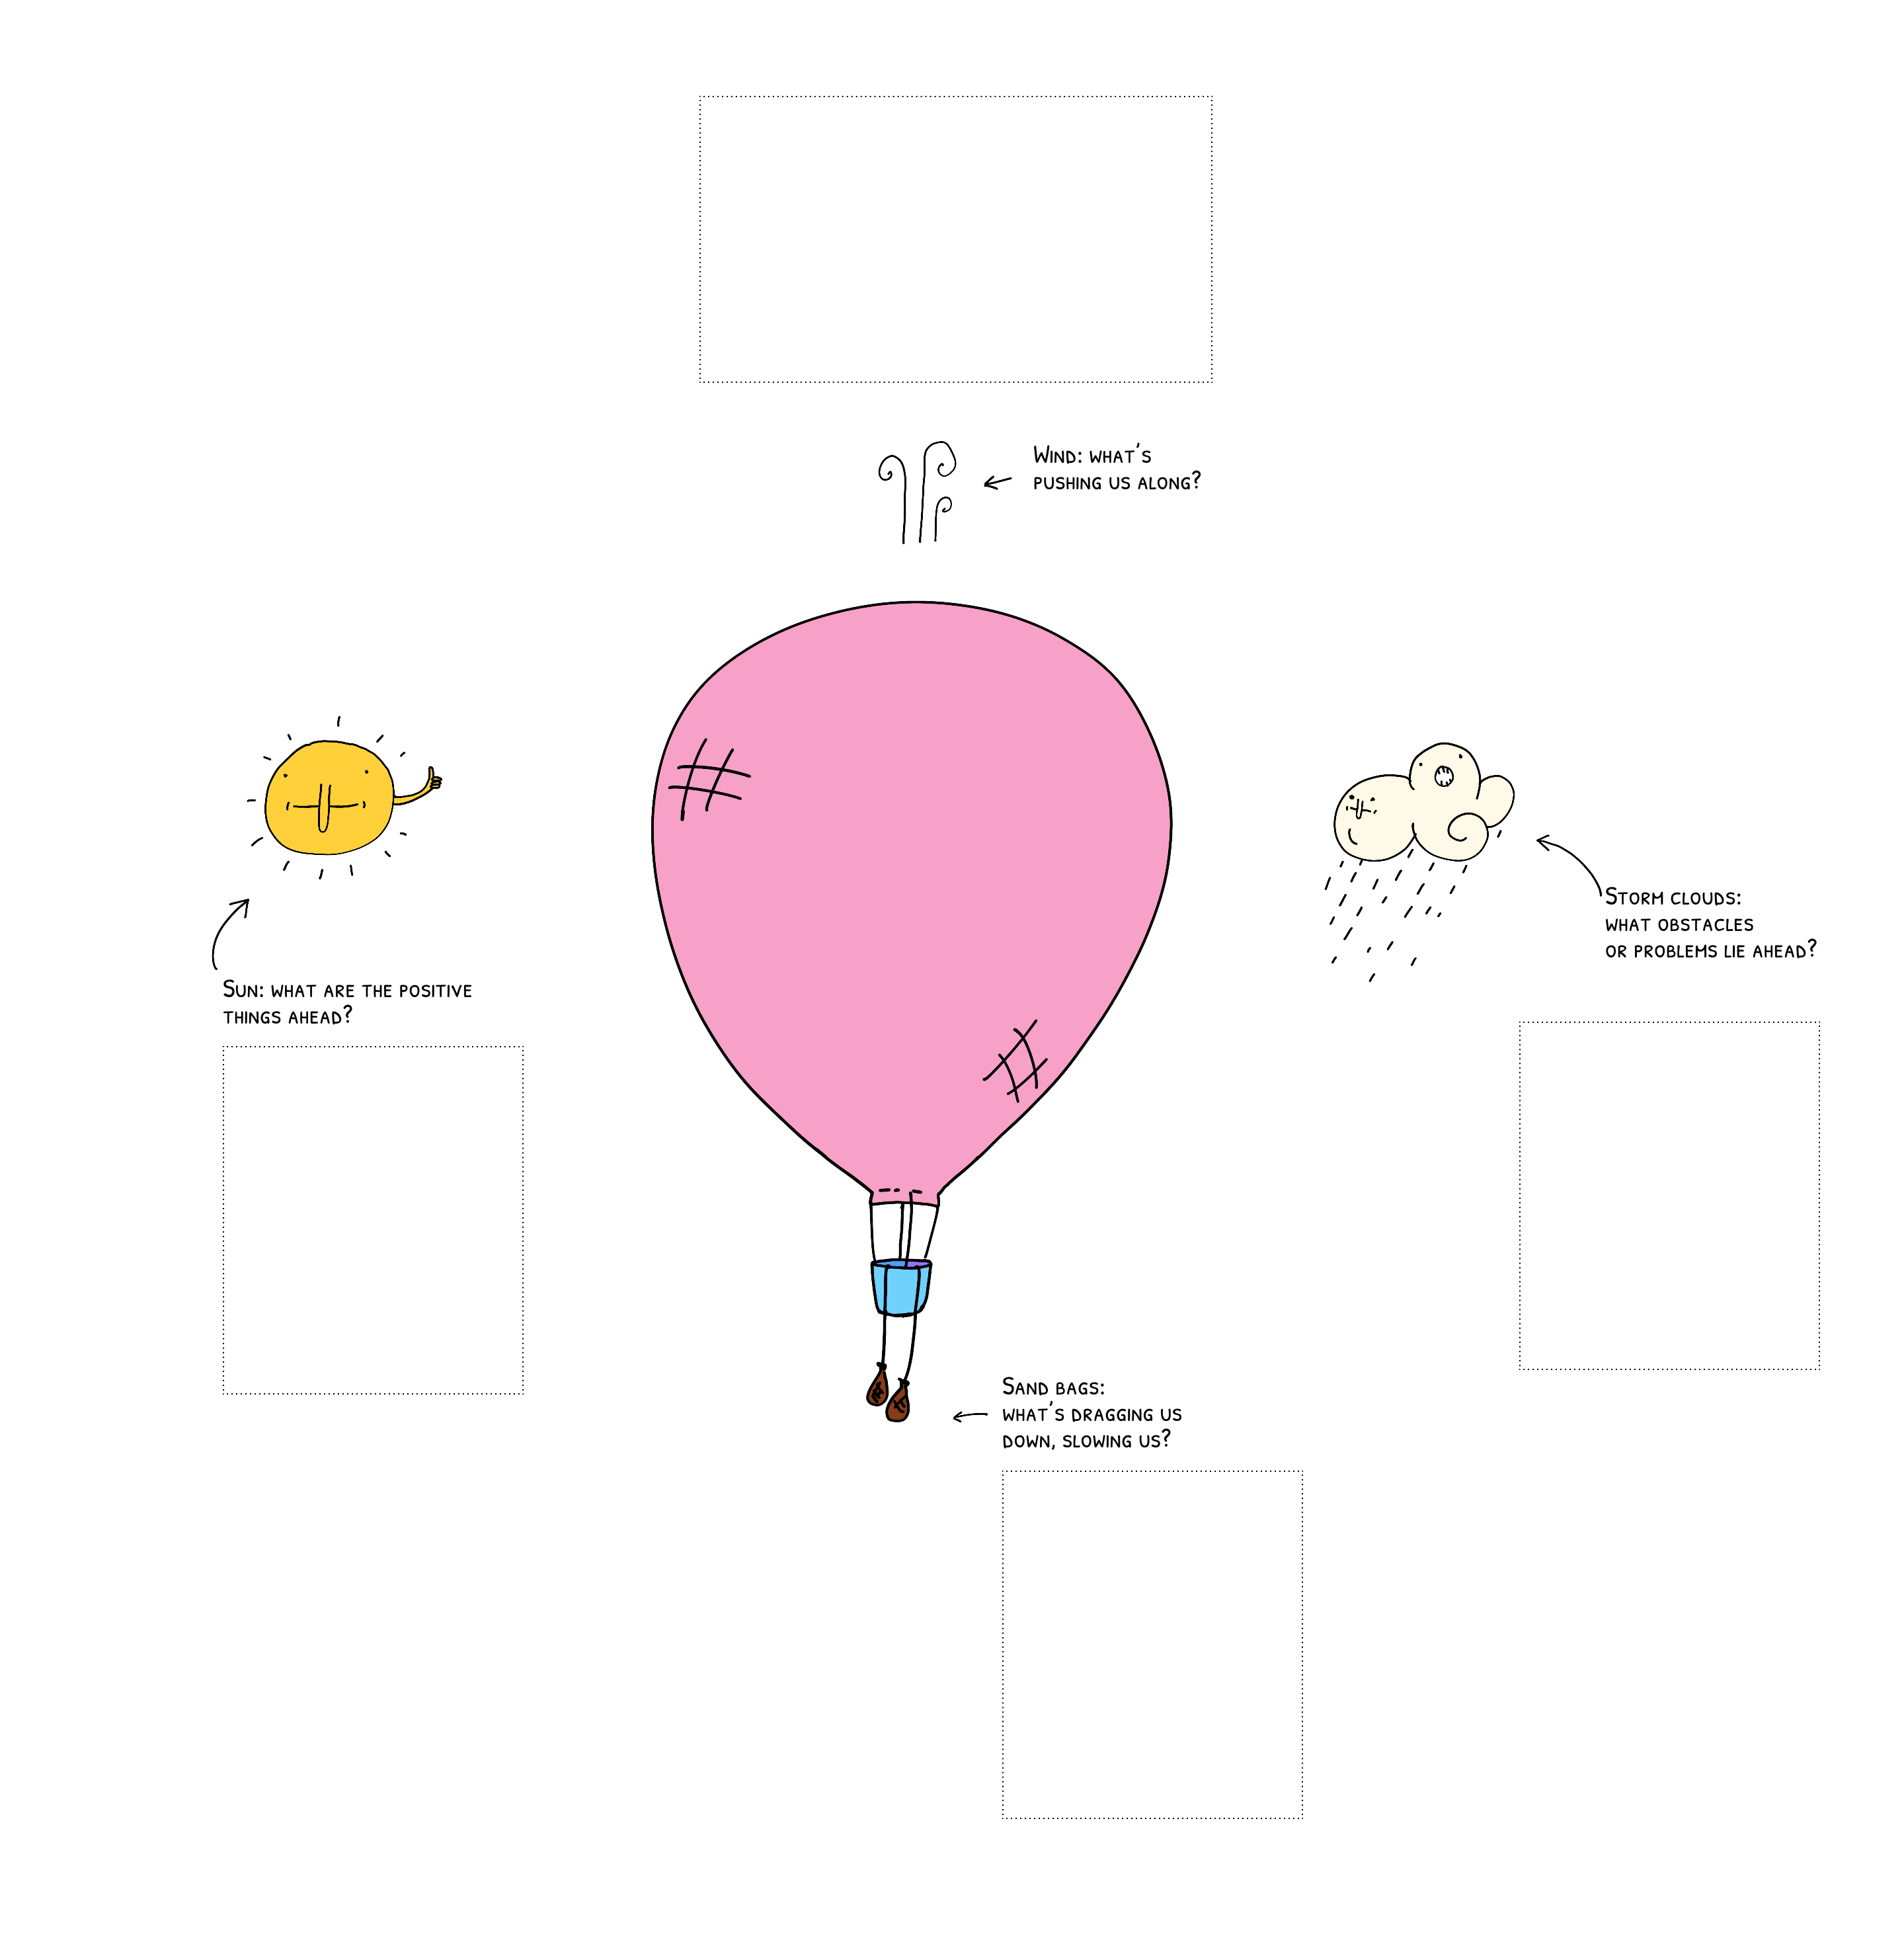 Wind: what's
pushing us along?
Storm clouds:
what obstacles
or problems lie ahead?
Sun: what are the positive
things ahead?
Sand bags:
what's dragging us
down, slowing us?